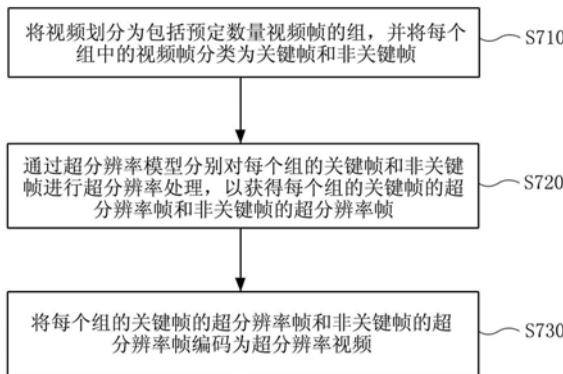 将视频划分为包括预定数量视频帧的组，并将每个
组中的视频帧分类为关键帧和非关键帧
S710
通过超分辨率模型分别对每个组的关键帧和非关键
帧进行超分辨率处理，以获得每个组的关键帧的超
分辨率帧和非关键帧的超分辨率帧
S720
将每个组的关键帧的超分辨率帧和非关键帧的超
分辨率帧编码为超分辨率视频
S730